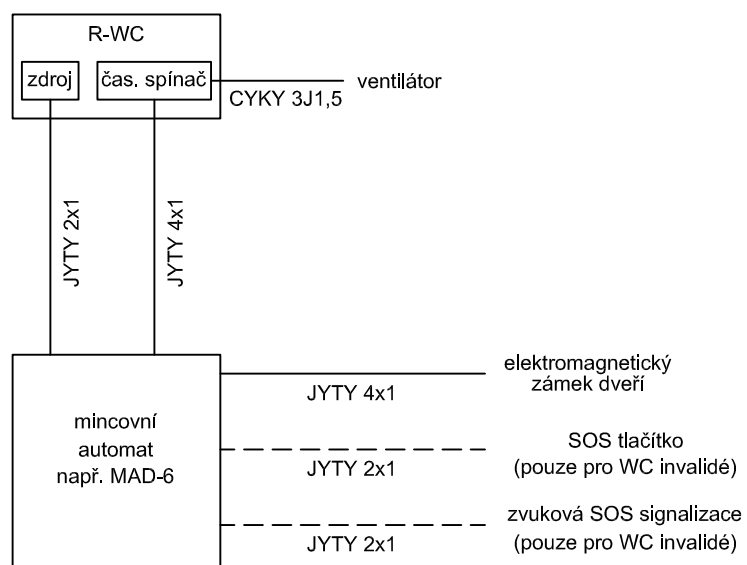 R-WC
zdroj
čas. spínač
ventilátor
CYKY 3J1,5
JYTY 2x1
JYTY 4x1
mincovní
automat
např. MAD-6
elektromagnetický
zámek dveří
JYTY 4x1
SOS tlačítko
(pouze pro WC invalidé)
JYTY 2x1
zvuková SOS signalizace
(pouze pro WC invalidé)
JYTY 2x1